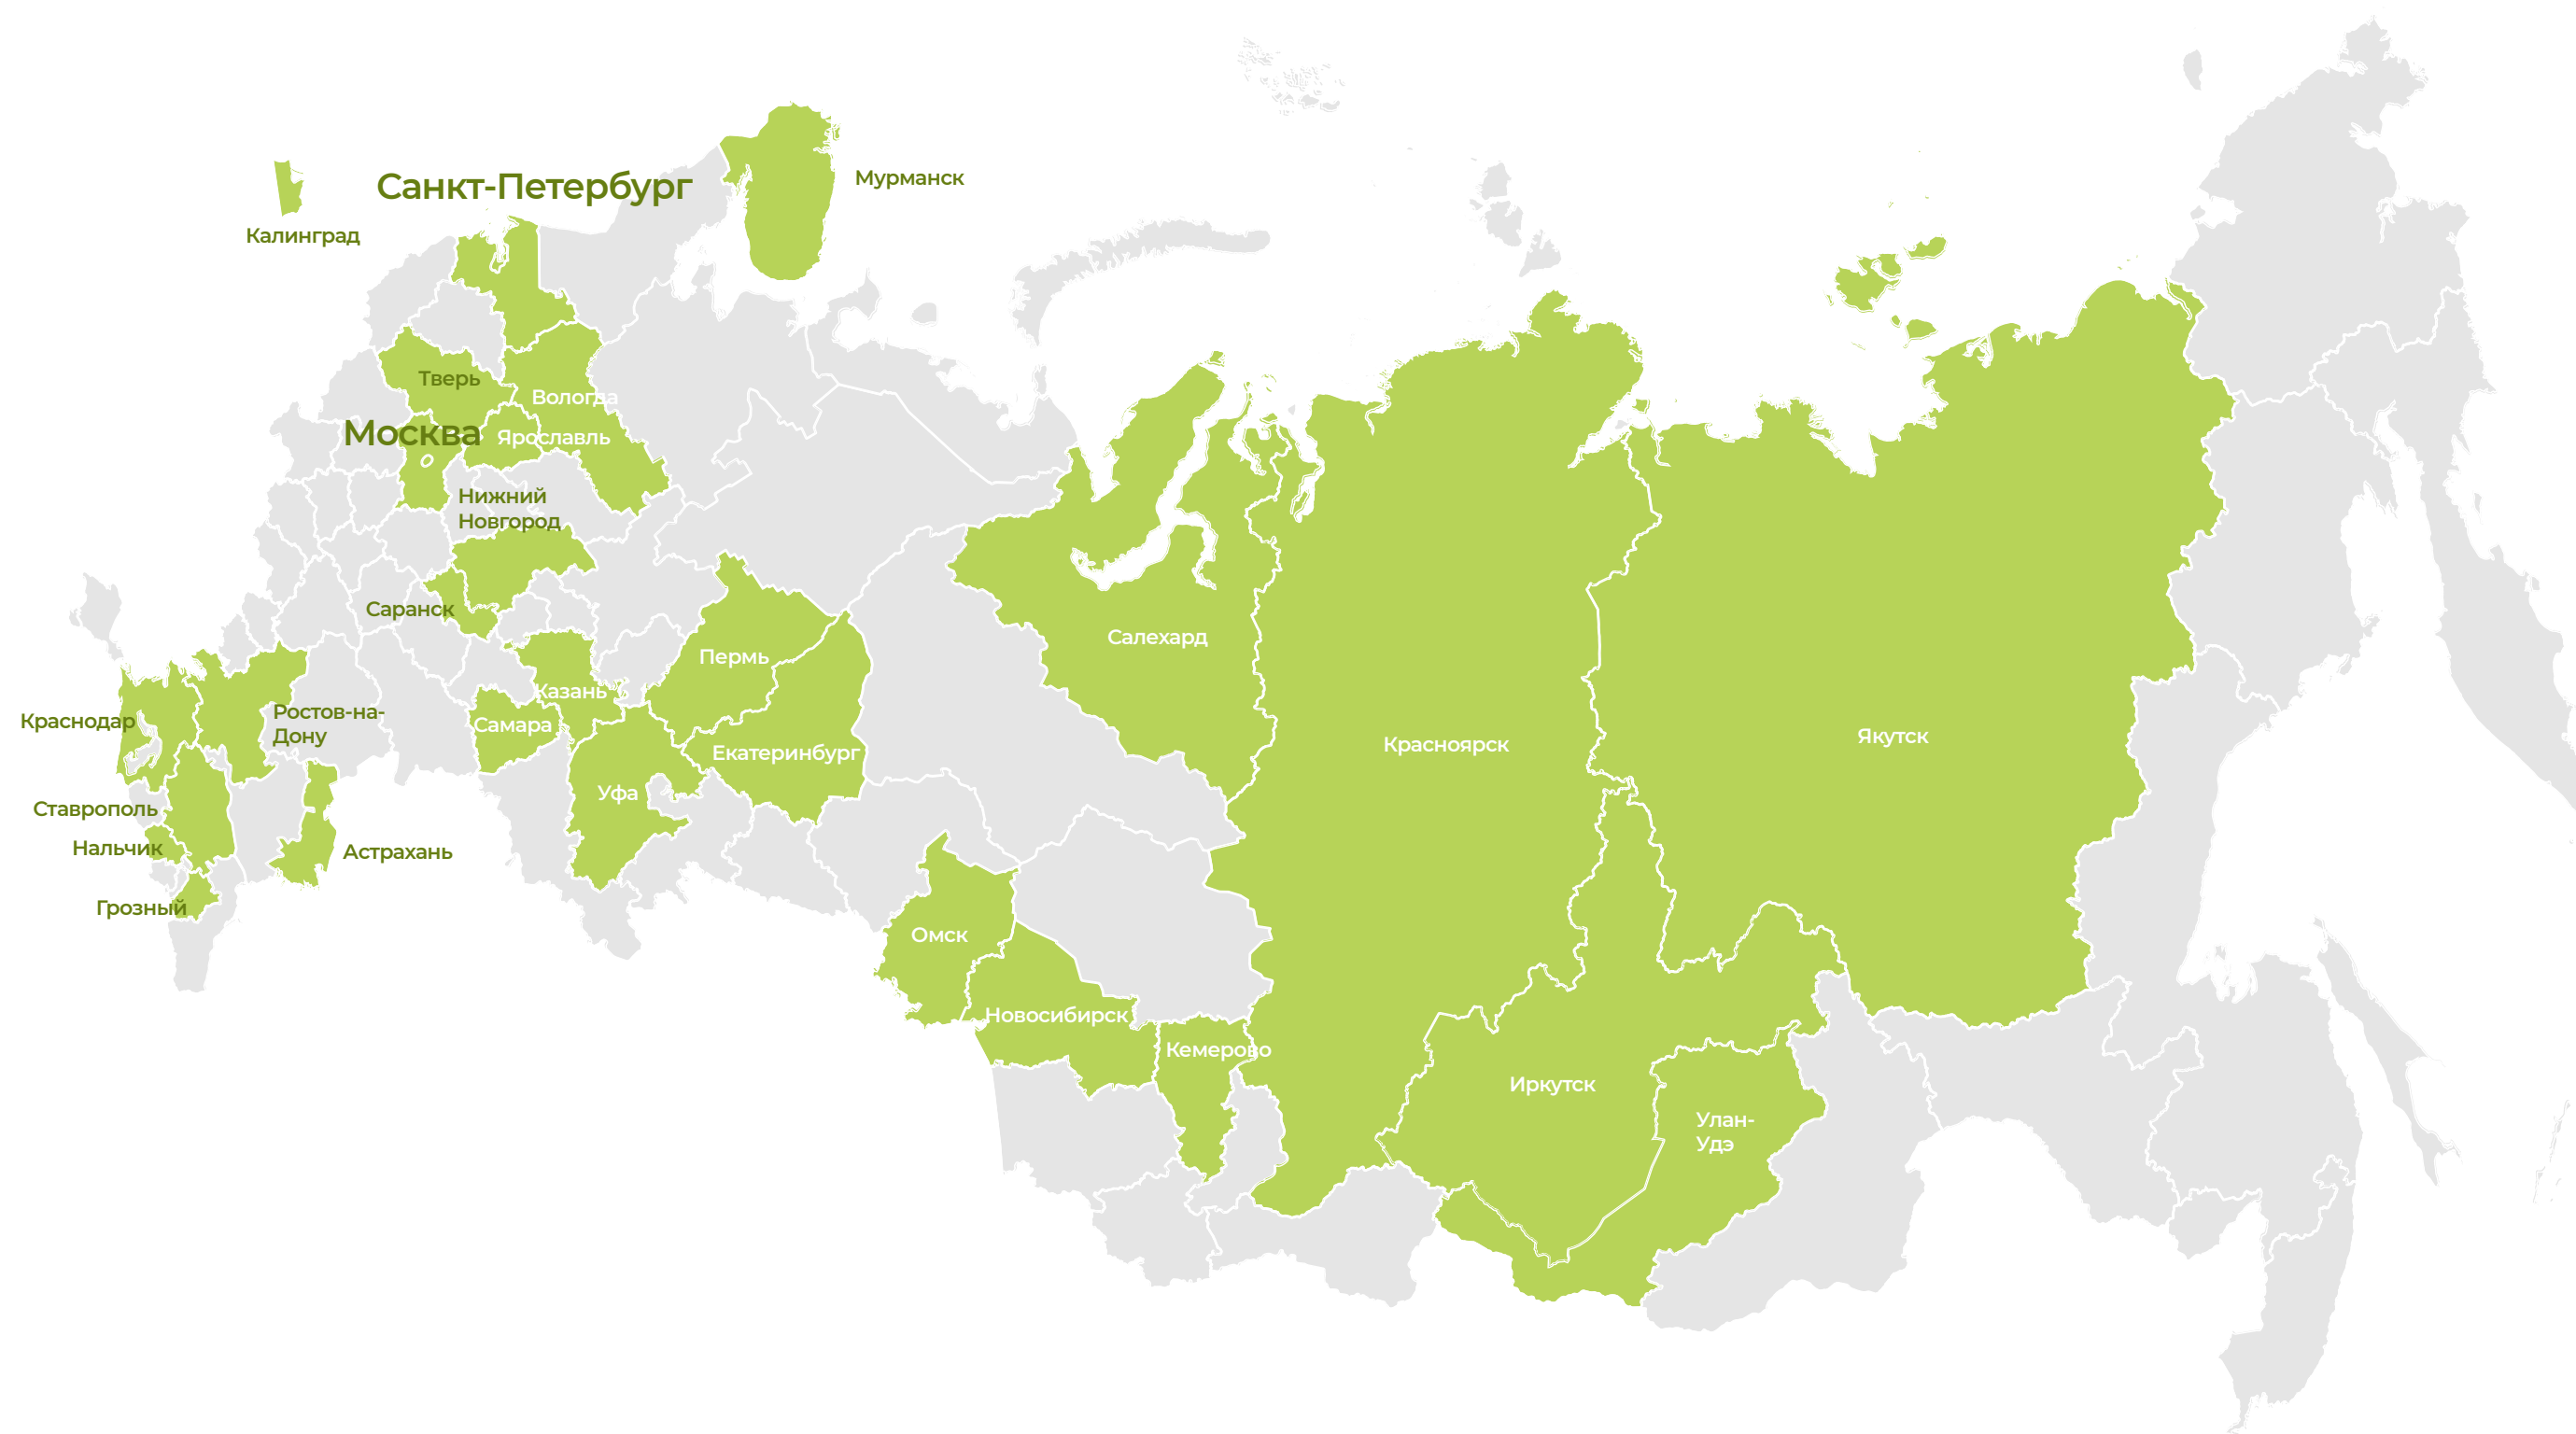 Мурманск
Санкт-Петербург
Калинград
Тверь
Вологда
Москва
Ярославль
Нижний
Новгород
Саранск
Салехард
Пермь
Казань
Краснодар
Ростов-на-
Дону
Самара
Екатеринбург
Красноярск
Якутск
Уфа
Ставрополь
Нальчик
Астрахань
Грозный
Омск
Новосибирск
Кемерово
Иркутск
Улан-
Удэ